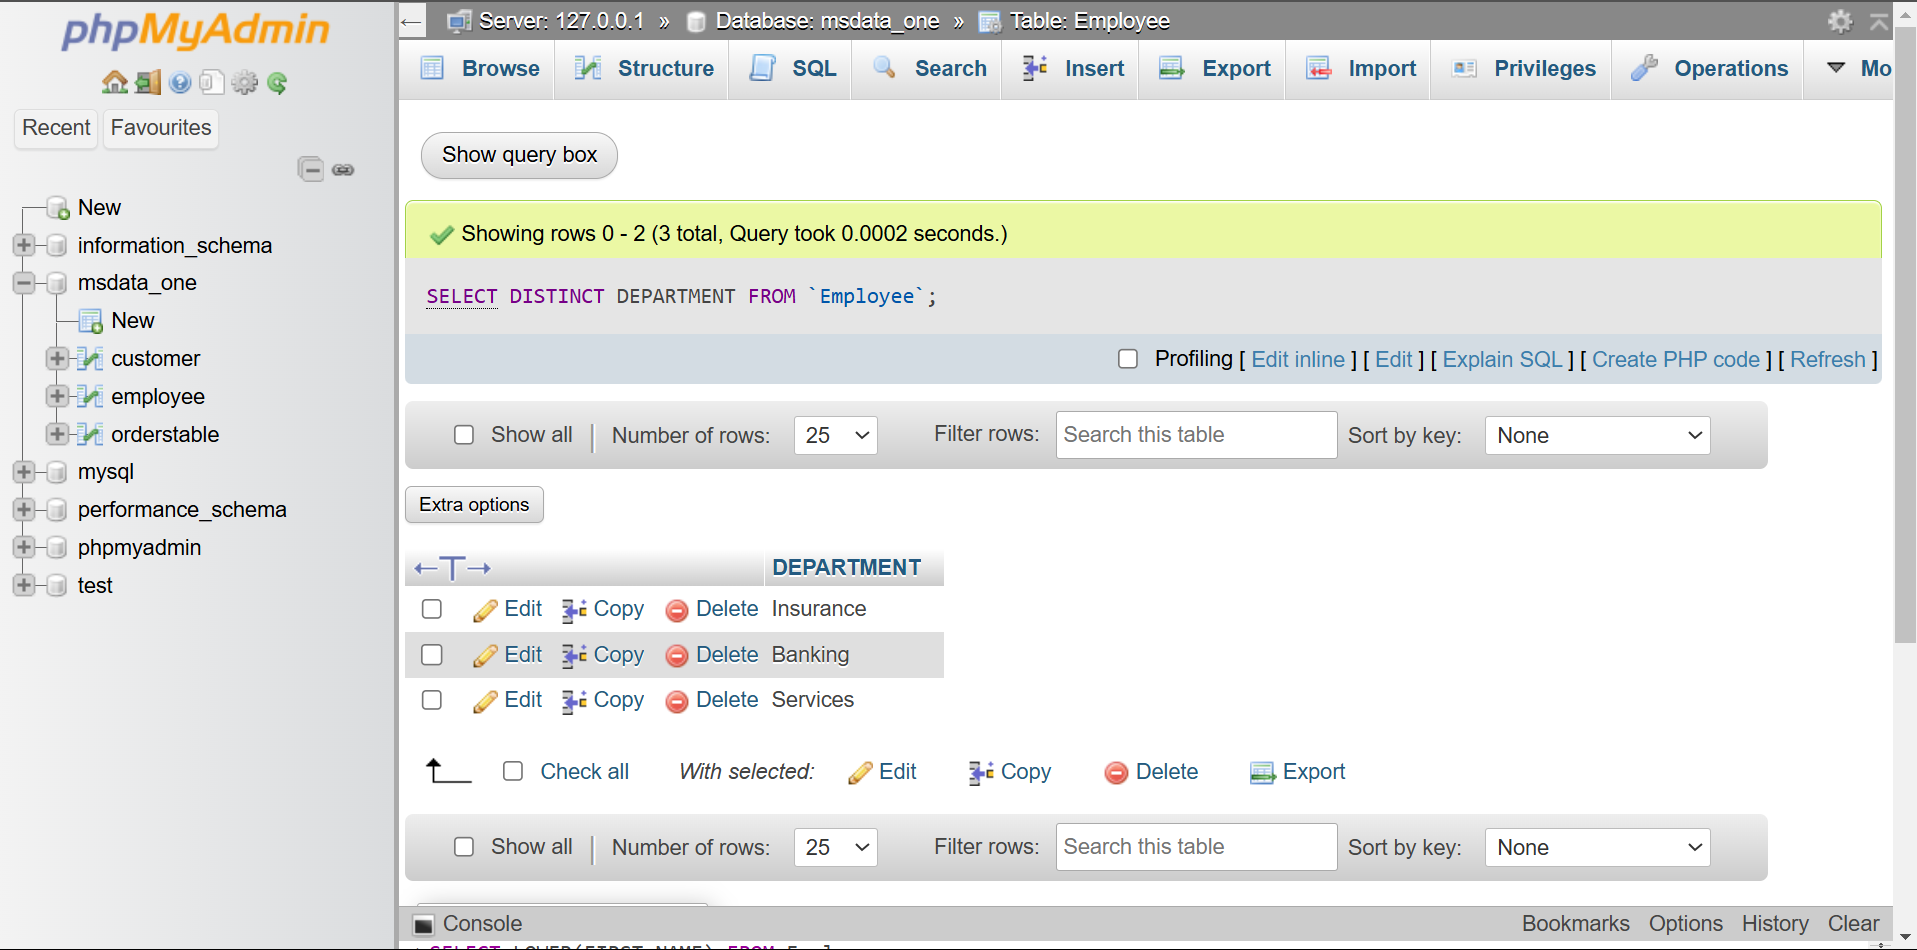 phpMyAdmin
Recent Favourites
New
information_schema
msdata_one
New
customer
employee
orderstable
mysql
performance_schema
phpmyadmin
test
← Server: 127.0.0.1 » Database: msdata_one » Table: Employee
Browse Structure SQL Search Insert Export Import Privileges Operations Mo
Show query box
Showing rows 0 - 2 (3 total, Query took 0.0002 seconds.)
SELECT DISTINCT DEPARTMENT FROM `Employee`;
Profiling [ Edit inline ] [ Edit ] [ Explain SQL ] [ Create PHP code ] [ Refresh ]
Show all | Number of rows: 25 Filter rows: Search this table Sort by key: None
Extra options
←T→ DEPARTMENT
Edit Copy Delete Insurance
Edit Copy Delete Banking
Edit Copy Delete Services
Check all With selected: Edit Copy Delete Export
Show all | Number of rows: 25 Filter rows: Search this table Sort by key: None
Console Bookmarks Options History Clear